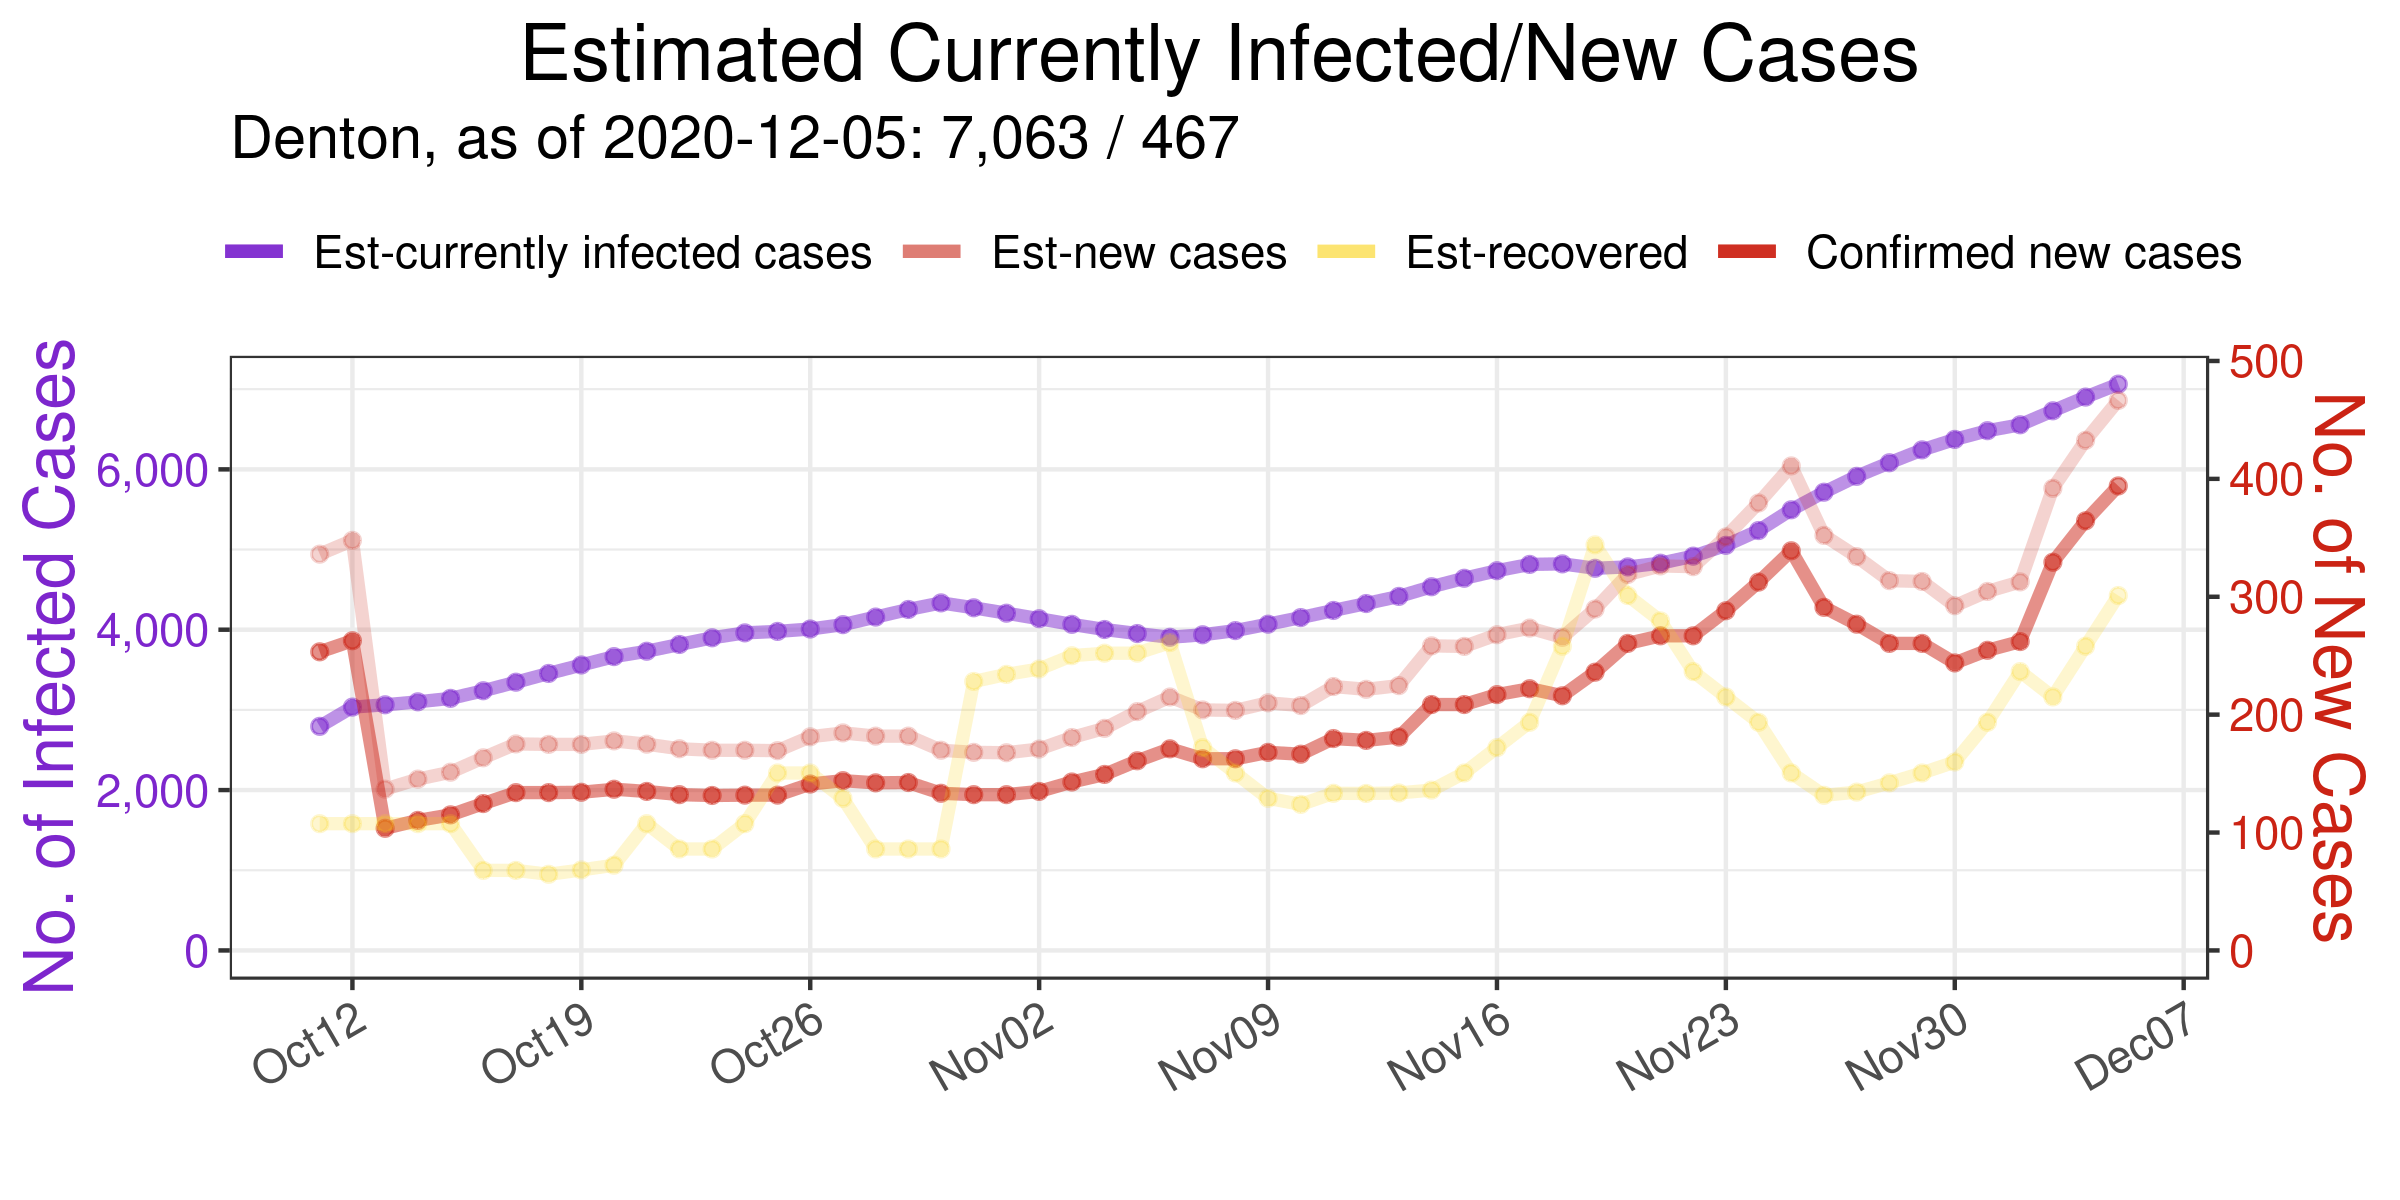 Estimated Currently Infected/New Cases
Denton, as of 2020-12-05: 7,063 / 467
Est-currently infected cases Est-new cases Est-recovered Confirmed new cases
No. of Infected Cases
6,000
4,000
2,000
0
500
400
300
200
100
0
No. of New Cases
Oct12 Oct19 Oct26 Nov02 Nov09 Nov16 Nov23 Nov30 Dec07